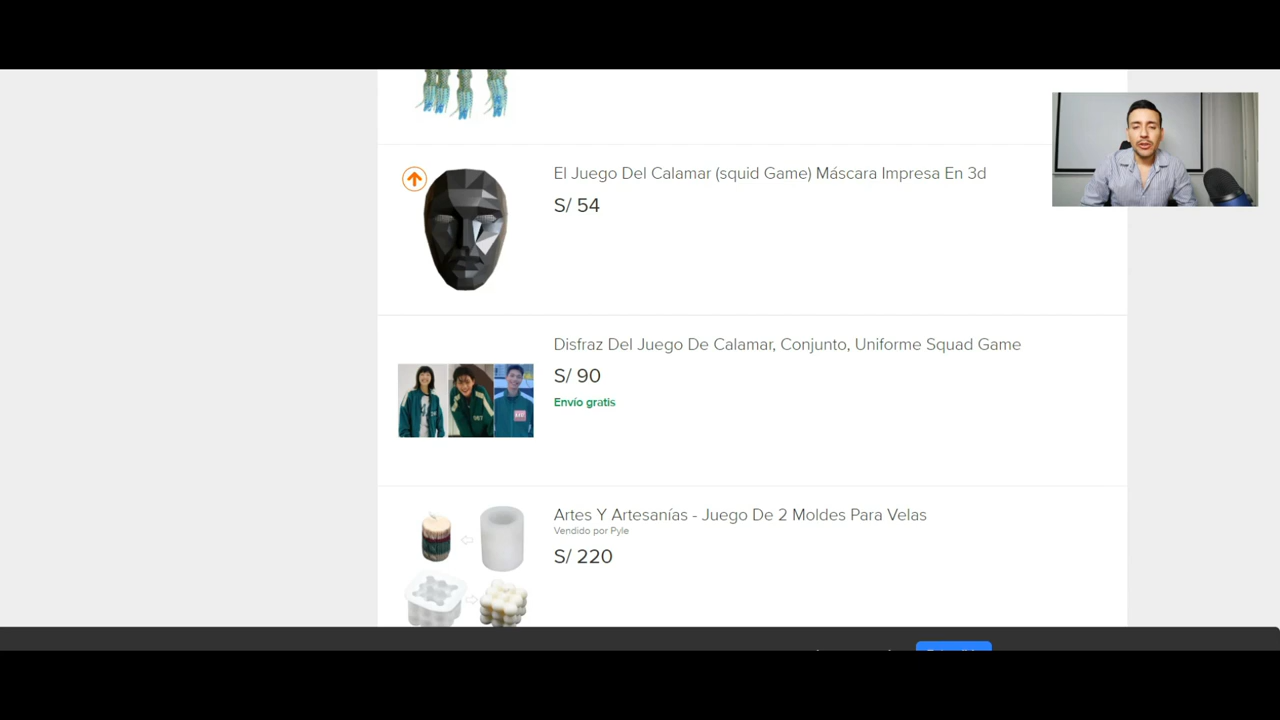 El Juego Del Calamar (squid Game) Máscara Impresa En 3d
S/ 54
Disfraz Del Juego De Calamar, Conjunto, Uniforme Squad Game
S/ 90
Envío gratis
Artes Y Artesanías - Juego De 2 Moldes Para Velas
Vendido por Pyle
S/ 220